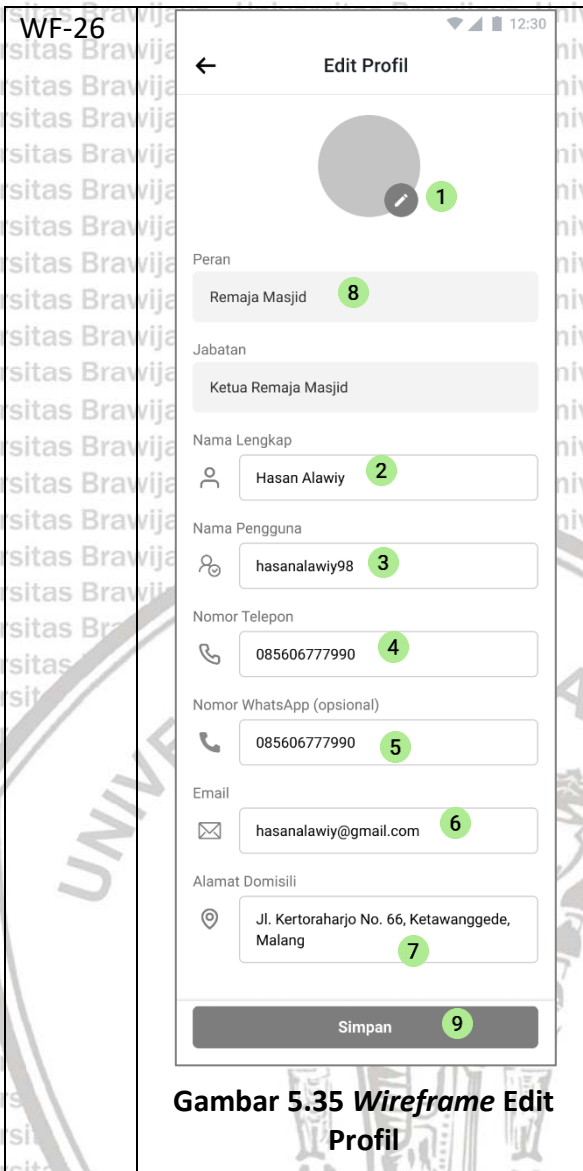 WF-26
12:30
Edit Profil
1
Peran
Remaja Masjid 8
Jabatan
Ketua Remaja Masjid
Nama Lengkap
Hasan Alawiy 2
Nama Pengguna
hasanalawiy98 3
Nomor Telepon
085606777990 4
Nomor WhatsApp (opsional)
085606777990 5
Email
hasanalawiy@gmail.com 6
Alamat Domisili
Jl. Kertoraharjo No. 66, Ketawanggede,
Malang
7
Simpan 9
Gambar 5.35 Wireframe Edit
Profil